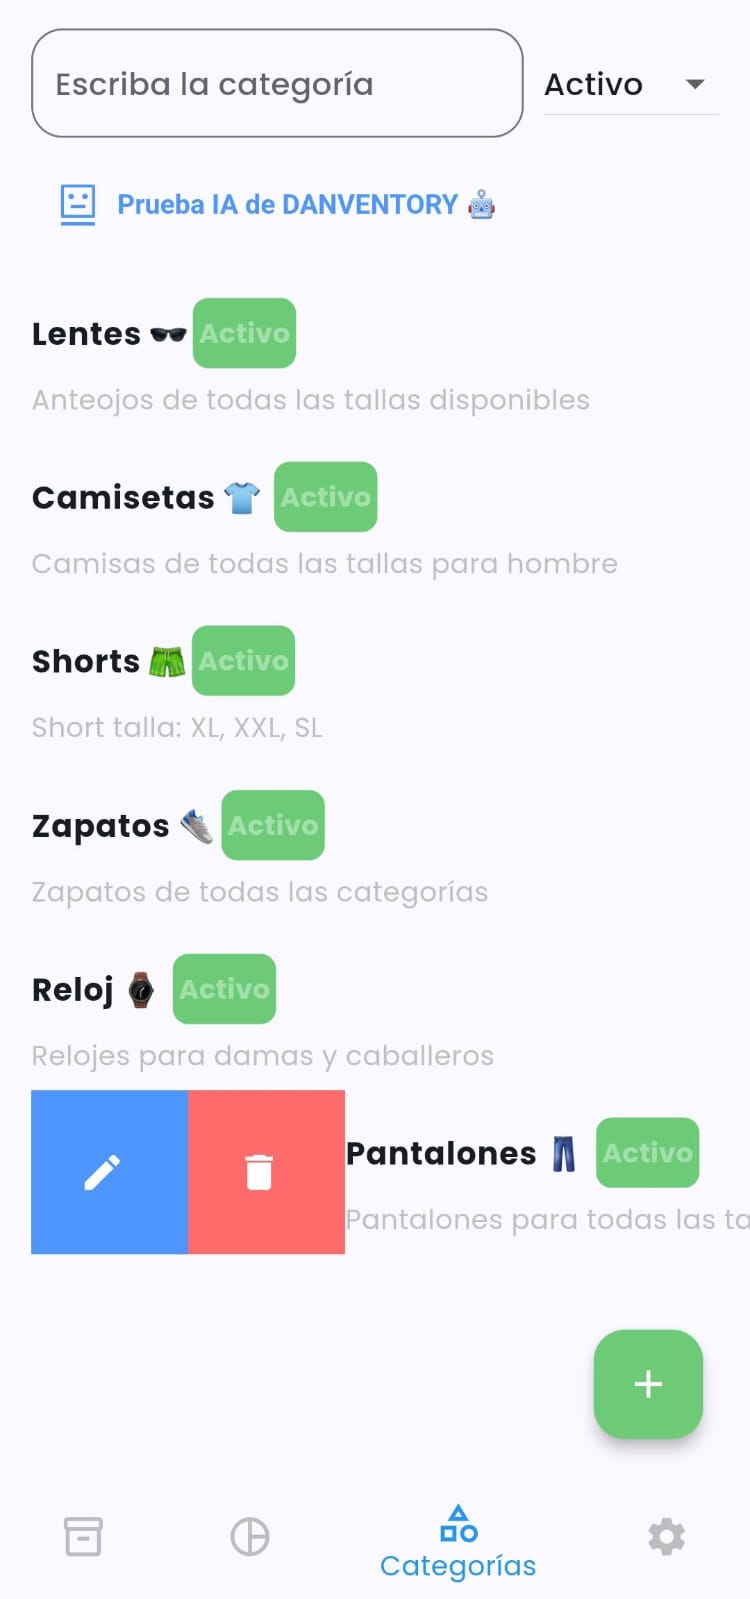 Escriba la categoría
Activo
Prueba IA de DANVENTORY 🤖
Lentes 🕶️ Activo
Anteojos de todas las tallas disponibles
Camisetas 👕 Activo
Camisas de todas las tallas para hombre
Shorts 🩳 Activo
Short talla: XL, XXL, SL
Zapatos 👟 Activo
Zapatos de todas las categorías
Reloj ⌚ Activo
Relojes para damas y caballeros
Pantalones 👖 Activo
Pantalones para todas las ta
Categorías